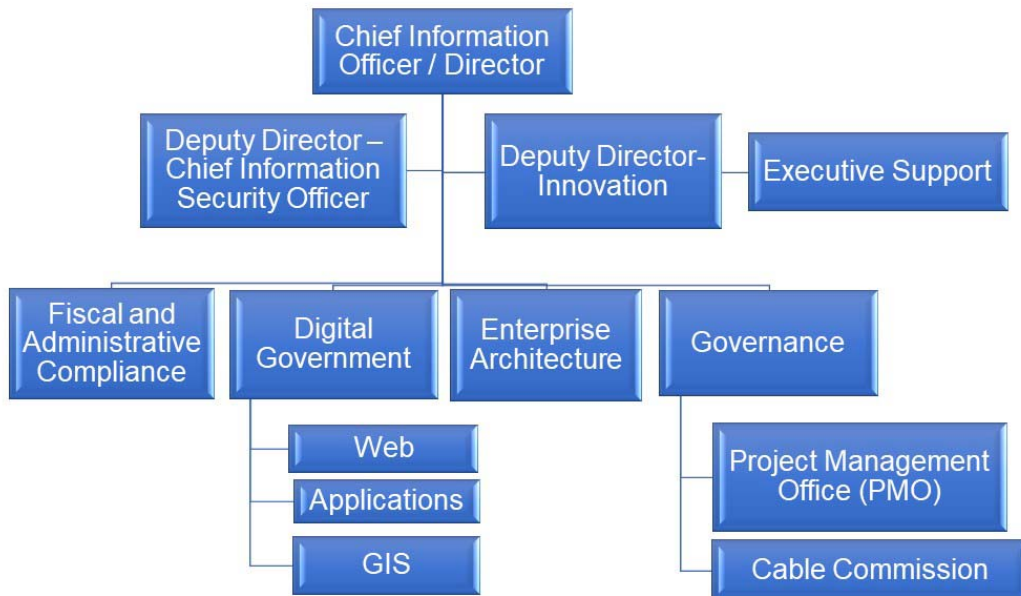 Chief Information
Officer / Director
Deputy Director –
Chief Information
Security Officer
Deputy Director-
Innovation
Executive Support
Fiscal and
Administrative
Compliance
Digital
Government
Enterprise
Architecture
Governance
Web
Applications
GIS
Project Management
Office (PMO)
Cable Commission